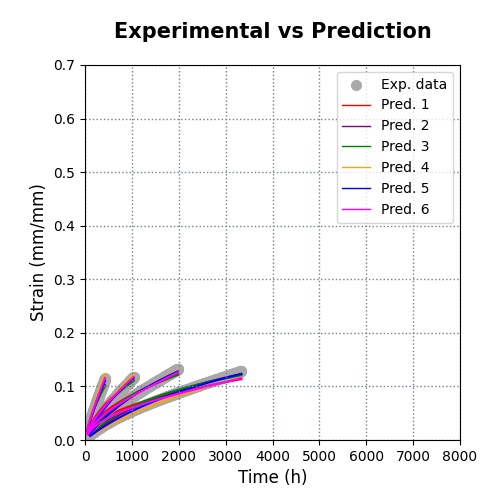 Experimental vs Prediction
0.7
0.6
0.5
0.4
0.3
0.2
0.1
0.0
Strain (mm/mm)
Exp. data
Pred. 1
Pred. 2
Pred. 3
Pred. 4
Pred. 5
Pred. 6
0 1000 2000 3000 4000 5000 6000 7000 8000
Time (h)